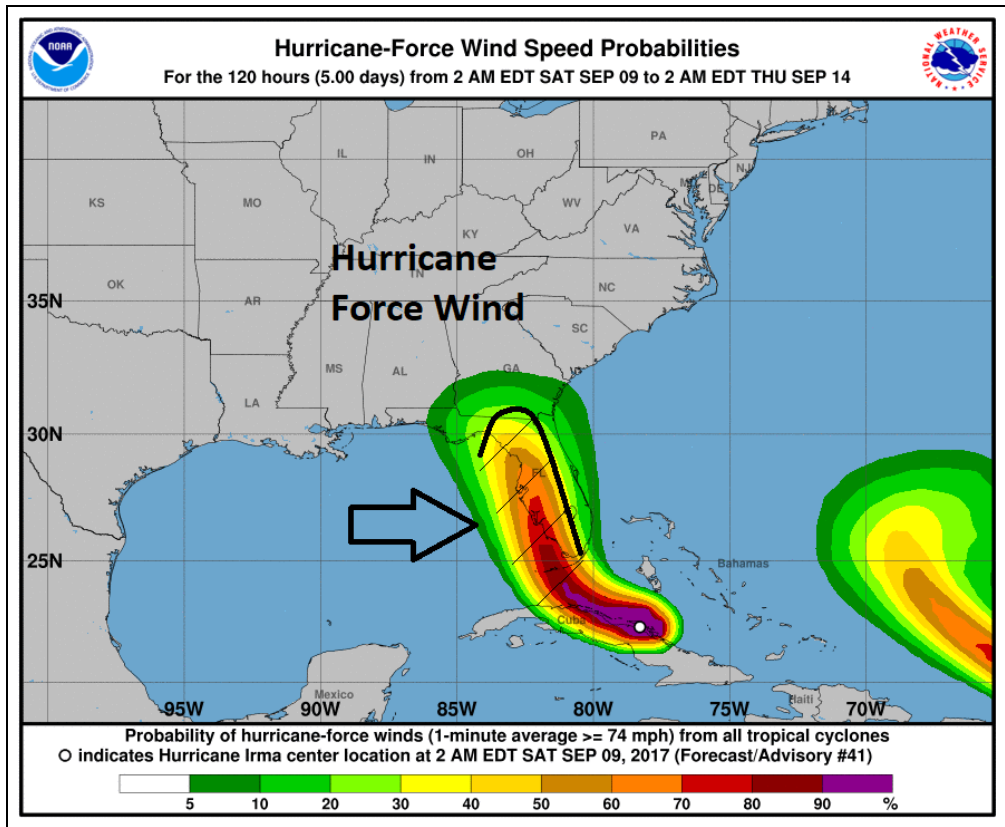 Hurricane-Force Wind Speed Probabilities
For the 120 hours (5.00 days) from 2 AM EDT SAT SEP 09 to 2 AM EDT THU SEP 14
NOAA
NATIONAL WEATHER SERVICE
PA
NJ
IL
IN
OH
DE
KS
MO
WV
VA
KY
Hurricane
TN
OK
NC
35N
AR
Force Wind
SC
MS
AL
GA
LA
30N
FL
25N
Bahamas
Cuba
Mexico
Haiti
95W
90W
85W
80W
75W
70W
Probability of hurricane-force winds (1-minute average >= 74 mph) from all tropical cyclones
O indicates Hurricane Irma center location at 2 AM EDT SAT SEP 09, 2017 (Forecast/Advisory #41)
5 10 20 30 40 50 60 70 80 90 %